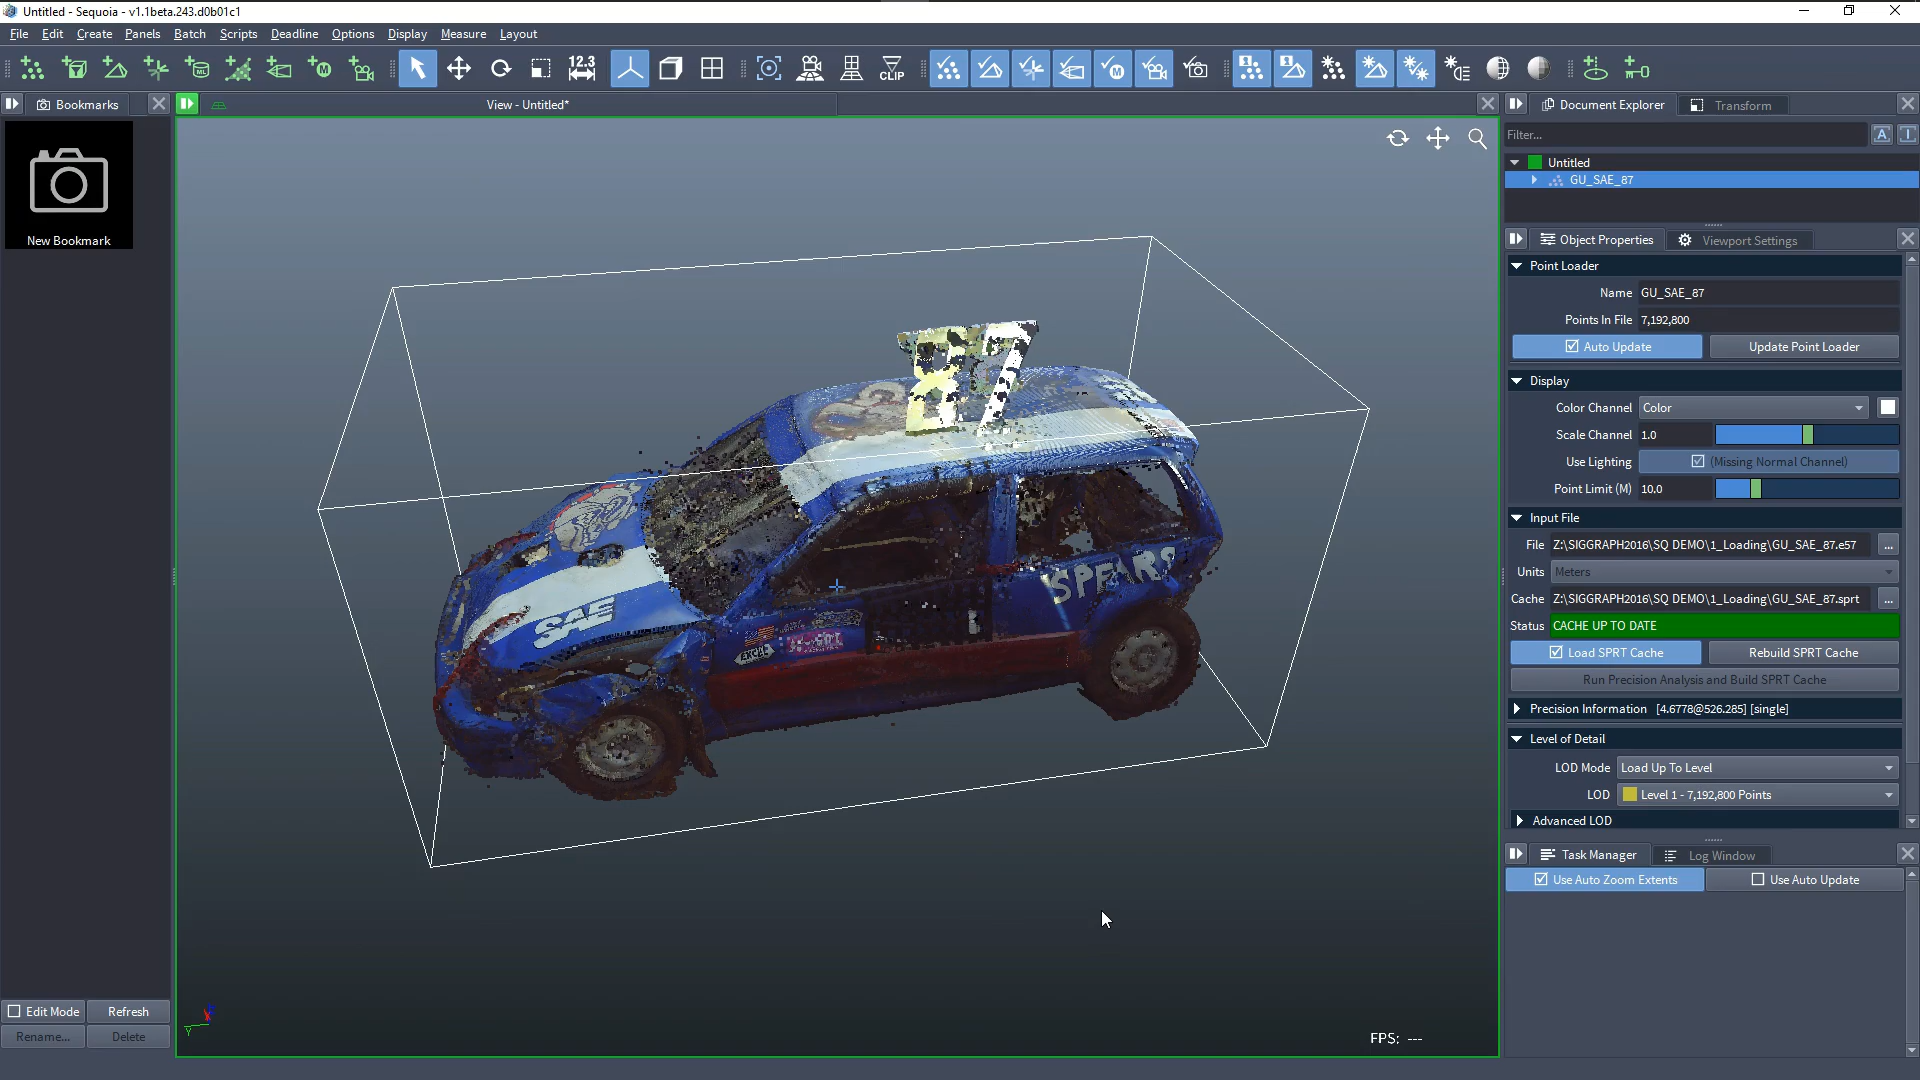 Untitled - Sequoia - v1.1beta.243.d0b01c1
File Edit Create Panels Batch Scripts Deadline Options Display Measure Layout
ML M 12.3 CLIP M 1 1
Bookmarks
View - Untitled*
Document Explorer Transform
New Bookmark
Filter... A I
Untitled
GU_SAE_87
Object Properties Viewport Settings
Point Loader
Name GU_SAE_87
Points In File 7,192,800
Auto Update Update Point Loader
Display
Color Channel Color
Scale Channel 1.0
Use Lighting (Missing Normal Channel)
Point Limit (M) 10.0
Input File
File Z:\SIGGRAPH2016\SQ DEMO\1_Loading\GU_SAE_87.e57 ...
Units Meters
Cache Z:\SIGGRAPH2016\SQ DEMO\1_Loading\GU_SAE_87.sprt ...
Status CACHE UP TO DATE
Load SPRT Cache Rebuild SPRT Cache
Run Precision Analysis and Build SPRT Cache
Precision Information [4.6778@526.285] [single]
Level of Detail
LOD Mode Load Up To Level
LOD Level 1 - 7,192,800 Points
Advanced LOD
Task Manager Log Window
Use Auto Zoom Extents Use Auto Update
87
SPEARS
SAE
Edit Mode Refresh
Rename... Delete
Y
FPS: ---